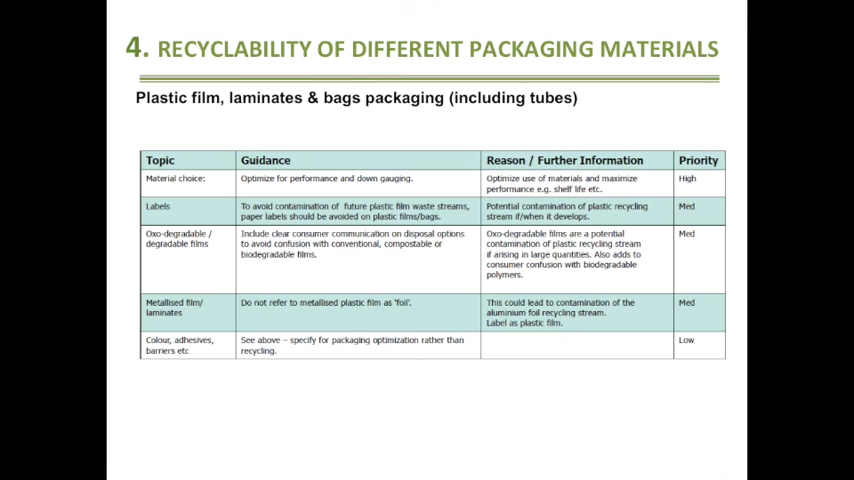 4. RECYCLABILITY OF DIFFERENT PACKAGING MATERIALS
Plastic film, laminates & bags packaging (including tubes)
Topic Guidance Reason / Further Information Priority
Material choice: Optimize for performance and down gauging. Optimize use of materials and maximize High
performance e.g. shelf life etc.
Labels To avoid contamination of future plastic film waste streams, Potential contamination of plastic recycling Med
paper labels should be avoided on plastic films/bags. stream if/when it develops.
Oxo-degradable / Include clear consumer communication on disposal options Oxo-degradable films are a potential Med
degradable films to avoid confusion with conventional, compostable or contamination of plastic recycling stream
biodegradable films. if arising in large quantities. Also adds to
consumer confusion with biodegradable
polymers.
Metallised film/ Do not refer to metallised plastic film as 'foil'. This could lead to contamination of the Med
laminates aluminium foil recycling stream.
Label as plastic film.
Colour, adhesives, See above – specify for packaging optimization rather than Low
barriers etc recycling.